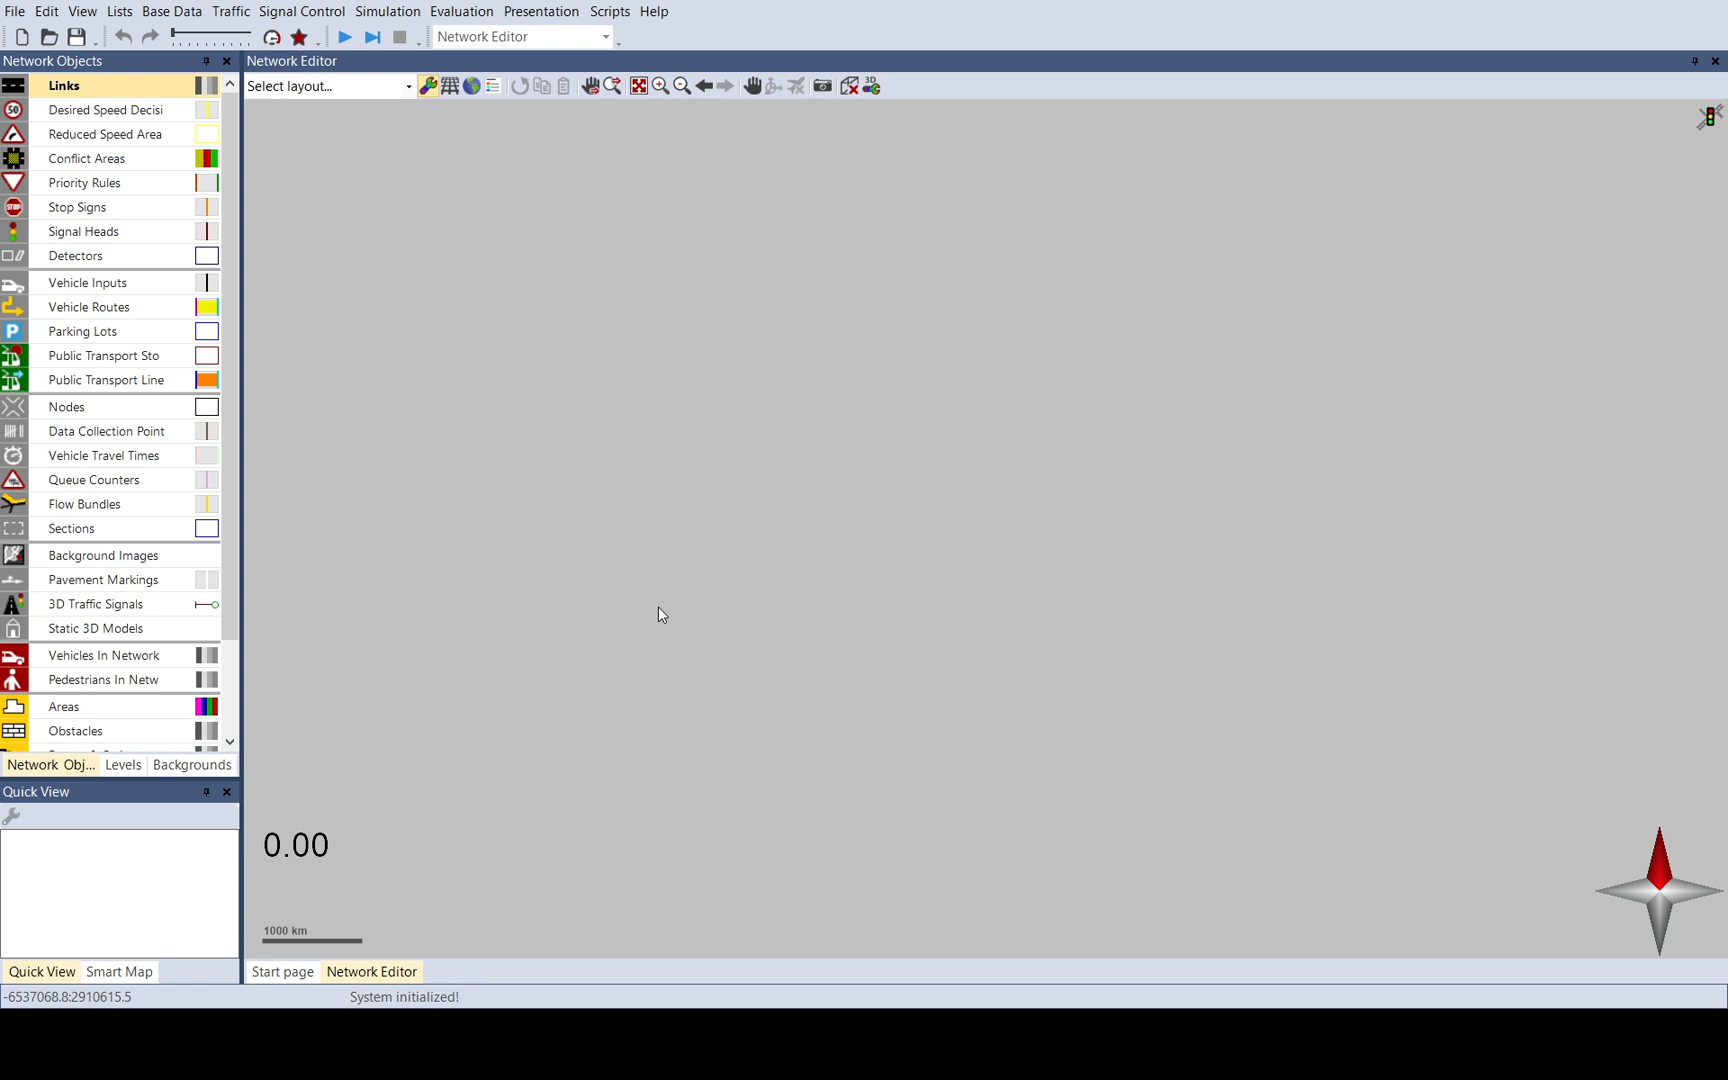 File Edit View Lists Base Data Traffic Signal Control Simulation Evaluation Presentation Scripts Help
Network Editor
Network Objects
Network Editor
Select layout...
3D
Links
50 Desired Speed Decisi
Reduced Speed Area
Conflict Areas
Priority Rules
STOP Stop Signs
Signal Heads
Detectors
Vehicle Inputs
Vehicle Routes
P Parking Lots
Public Transport Sto
Public Transport Line
Nodes
Data Collection Point
Vehicle Travel Times
Queue Counters
Flow Bundles
Sections
Background Images
Pavement Markings
3D Traffic Signals
Static 3D Models
Vehicles In Network
Pedestrians In Netw
Areas
Obstacles
Network Obj... Levels Backgrounds
Quick View
0.00
1000 km
Quick View Smart Map
Start page Network Editor
-6537068.8:2910615.5 System initialized!